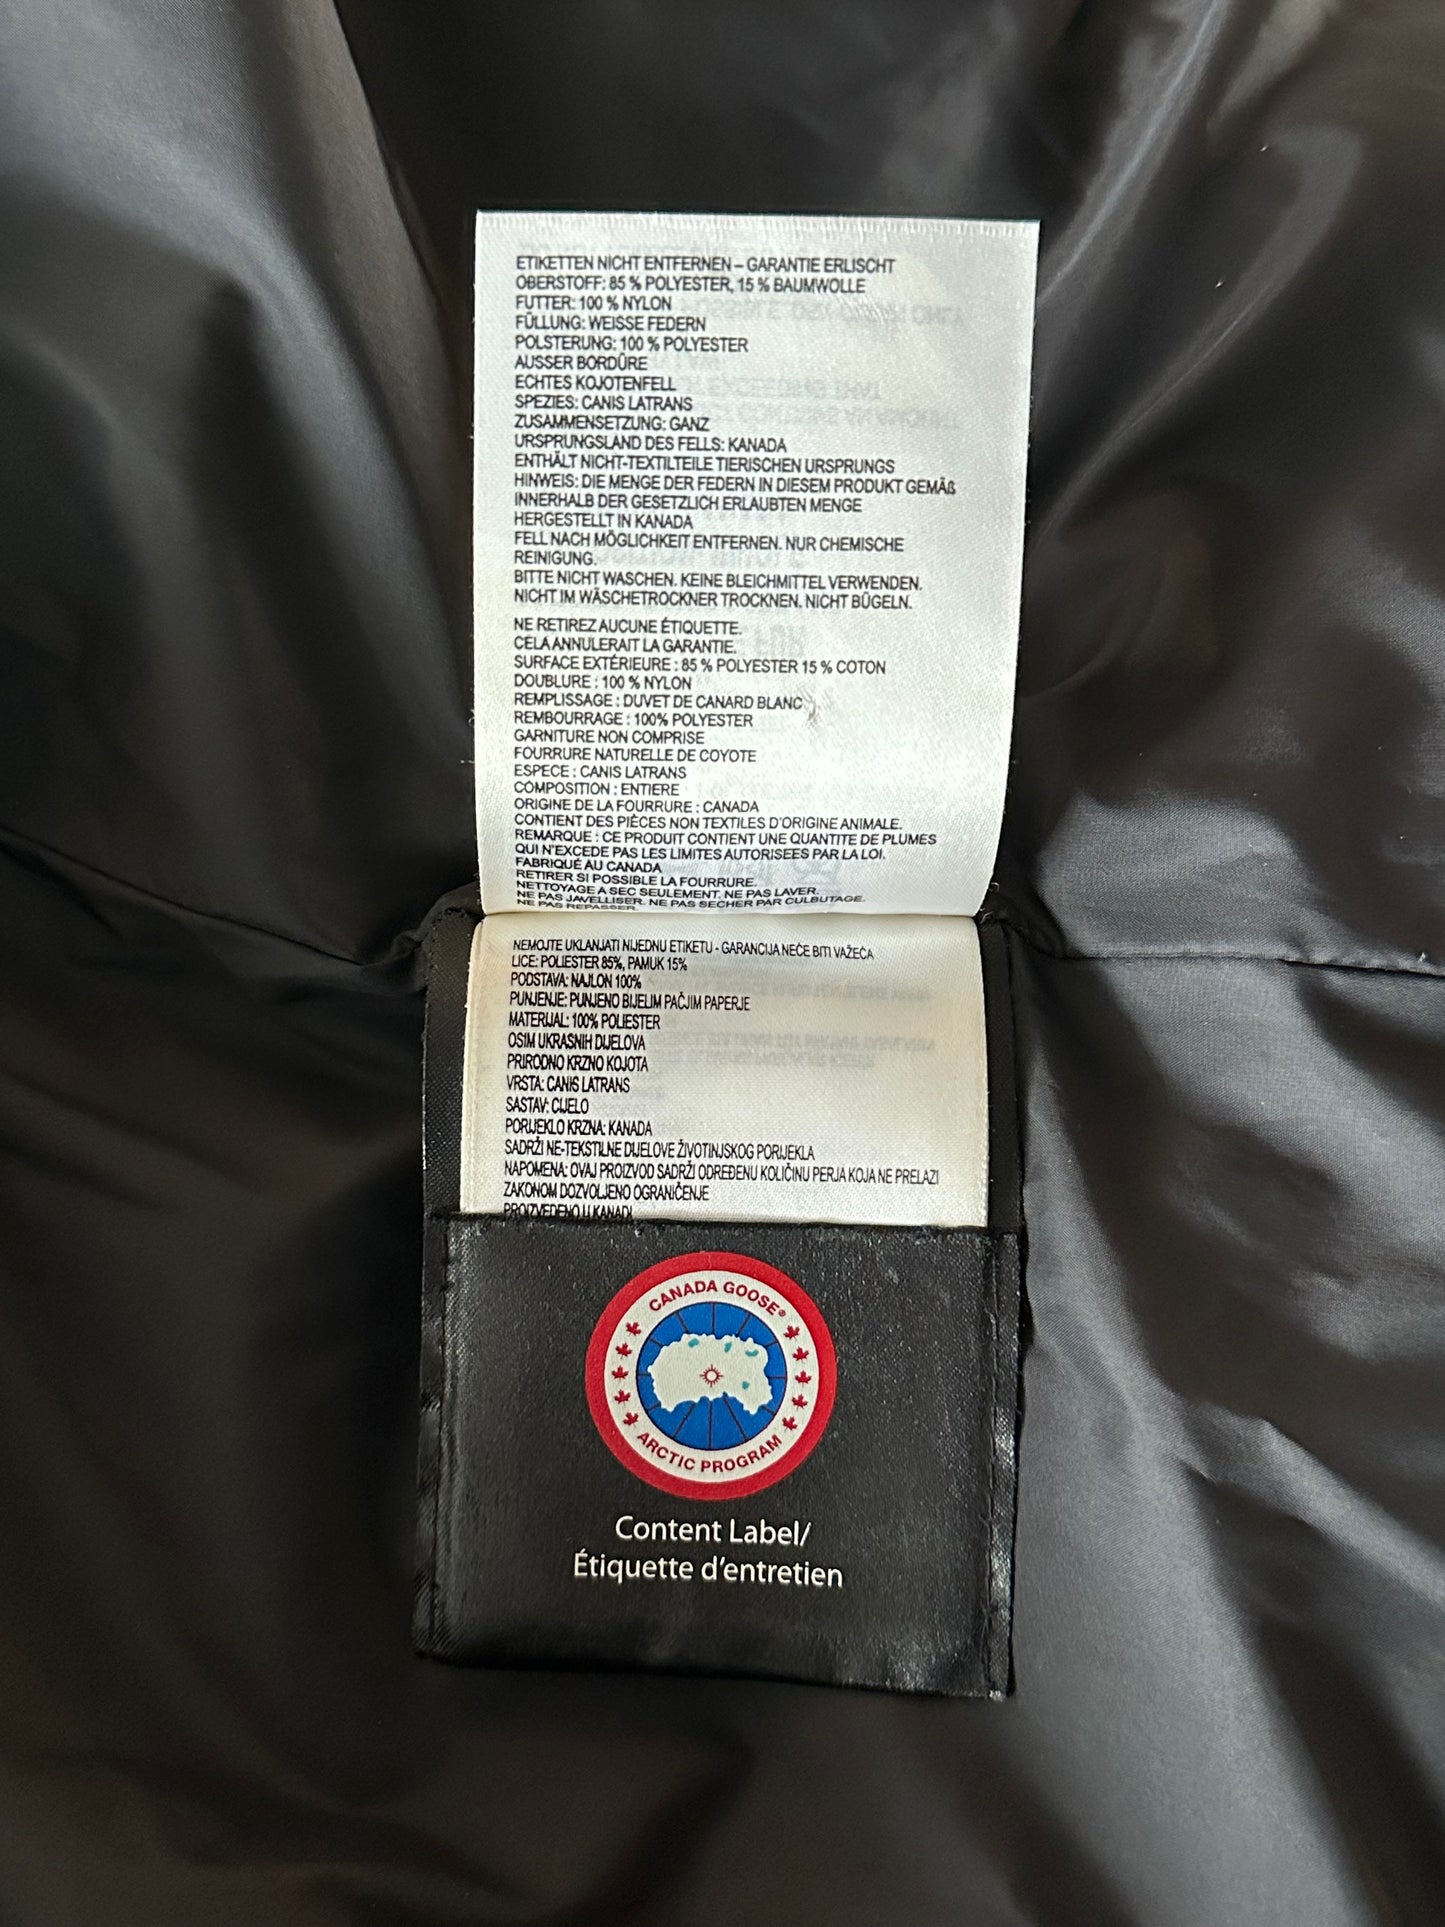 ETIKETTEN NICHT ENTFERNEN – GARANTIE ERLISCHT
OBERSTOFF: 85 % POLYESTER, 15 % BAUMWOLLE
FUTTER: 100 % NYLON
FÜLLUNG: WEISSE FEDERN
POLSTERUNG: 100 % POLYESTER
AUSSER BORDÜRE
ECHTES KOJOTENFELL
SPEZIES: CANIS LATRANS
ZUSAMMENSETZUNG: GANZ
URSPRUNGSLAND DES FELLS: KANADA
ENTHÄLT NICHT-TEXTILTEILE TIERISCHEN URSPRUNGS
HINWEIS: DIE MENGE DER FEDERN IN DIESEM PRODUKT GEMÄß
INNERHALB DER GESETZLICH ERLAUBTEN MENGE
HERGESTELLT IN KANADA
FELL NACH MÖGLICHKEIT ENTFERNEN. NUR CHEMISCHE
REINIGUNG.
BITTE NICHT WASCHEN. KEINE BLEICHMITTEL VERWENDEN.
NICHT IM WÄSCHETROCKNER TROCKNEN. NICHT BÜGELN.
NE RETIREZ AUCUNE ÉTIQUETTE.
CELA ANNULERAIT LA GARANTIE.
SURFACE EXTÉRIEURE : 85 % POLYESTER 15 % COTON
DOUBLURE : 100 % NYLON
REMPLISSAGE : DUVET DE CANARD BLANC
REMBOURRAGE : 100% POLYESTER
GARNITURE NON COMPRISE
FOURRURE NATURELLE DE COYOTE
ESPECE : CANIS LATRANS
COMPOSITION : ENTIERE
ORIGINE DE LA FOURRURE : CANADA
CONTIENT DES PIÈCES NON TEXTILES D'ORIGINE ANIMALE.
REMARQUE : CE PRODUIT CONTIENT UNE QUANTITE DE PLUMES
QUI N'EXCEDE PAS LES LIMITES AUTORISEES PAR LA LOI.
FABRIQUÉ AU CANADA
RETIRER SI POSSIBLE LA FOURRURE.
NETTOYAGE A SEC SEULEMENT. NE PAS LAVER.
NE PAS JAVELLISER. NE PAS SECHER PAR CULBUTAGE.
NE PAS REPASSER.
NEMOJTE UKLANJATI NIJEDNU ETIKETU - GARANCIJA NEĆE BITI VAŽEĆA
LICE: POLIESTER 85%, PAMUK 15%
PODSTAVA: NAJLON 100%
PUNJENJE: PUNJENO BIJELIM PAČJIM PAPERJE
MATERIJAL: 100% POLIESTER
OSIM UKRASNIH DIJELOVA
PRIRODNO KRZNO KOJOTA
VRSTA: CANIS LATRANS
SASTAV: CIJELO
PORIJEKLO KRZNA: KANADA
SADRŽI NE-TEKSTILNE DIJELOVE ŽIVOTINJSKOG PORIJEKLA
NAPOMENA: OVAJ PROIZVOD SADRŽI ODREĐENU KOLIČINU PERJA KOJA NE PRELAZI
ZAKONOM DOZVOLJENO OGRANIČENJE
PROIZVEDENO U KANADI
CANADA GOOSE®
ARCTIC PROGRAM
Content Label/
Étiquette d'entretien